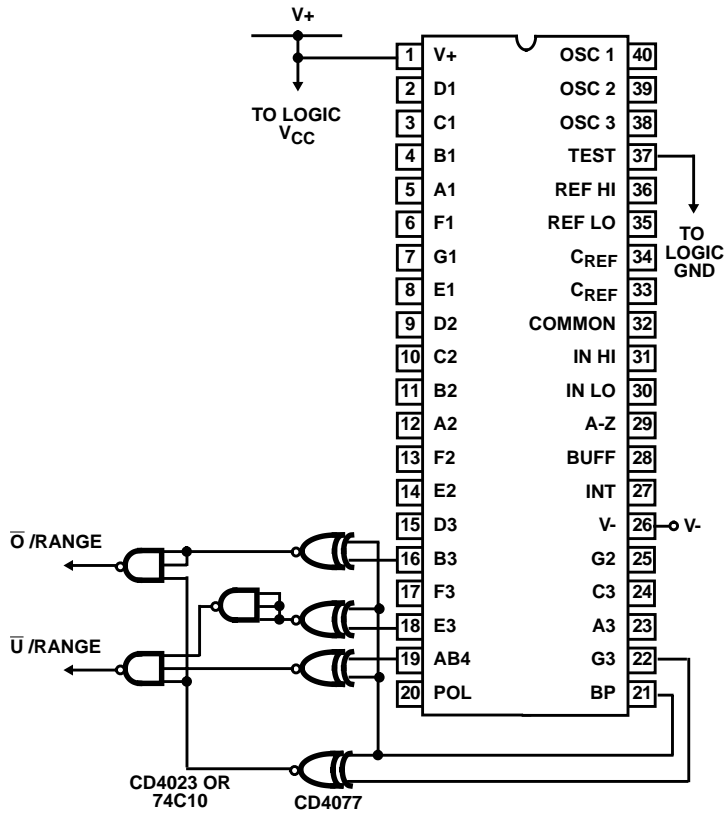 V+
TO LOGIC
VCC
1 V+ OSC 1 40
2 D1 OSC 2 39
3 C1 OSC 3 38
4 B1 TEST 37
5 A1 REF HI 36
6 F1 REF LO 35
7 G1 CREF 34
8 E1 CREF 33
9 D2 COMMON 32
10 C2 IN HI 31
11 B2 IN LO 30
12 A2 A-Z 29
13 F2 BUFF 28
14 E2 INT 27
15 D3 V- 26 V-
16 B3 G2 25
17 F3 C3 24
18 E3 A3 23
19 AB4 G3 22
20 POL BP 21
TO
LOGIC
GND
O̅ /RANGE
U̅ /RANGE
CD4023 OR
74C10
CD4077